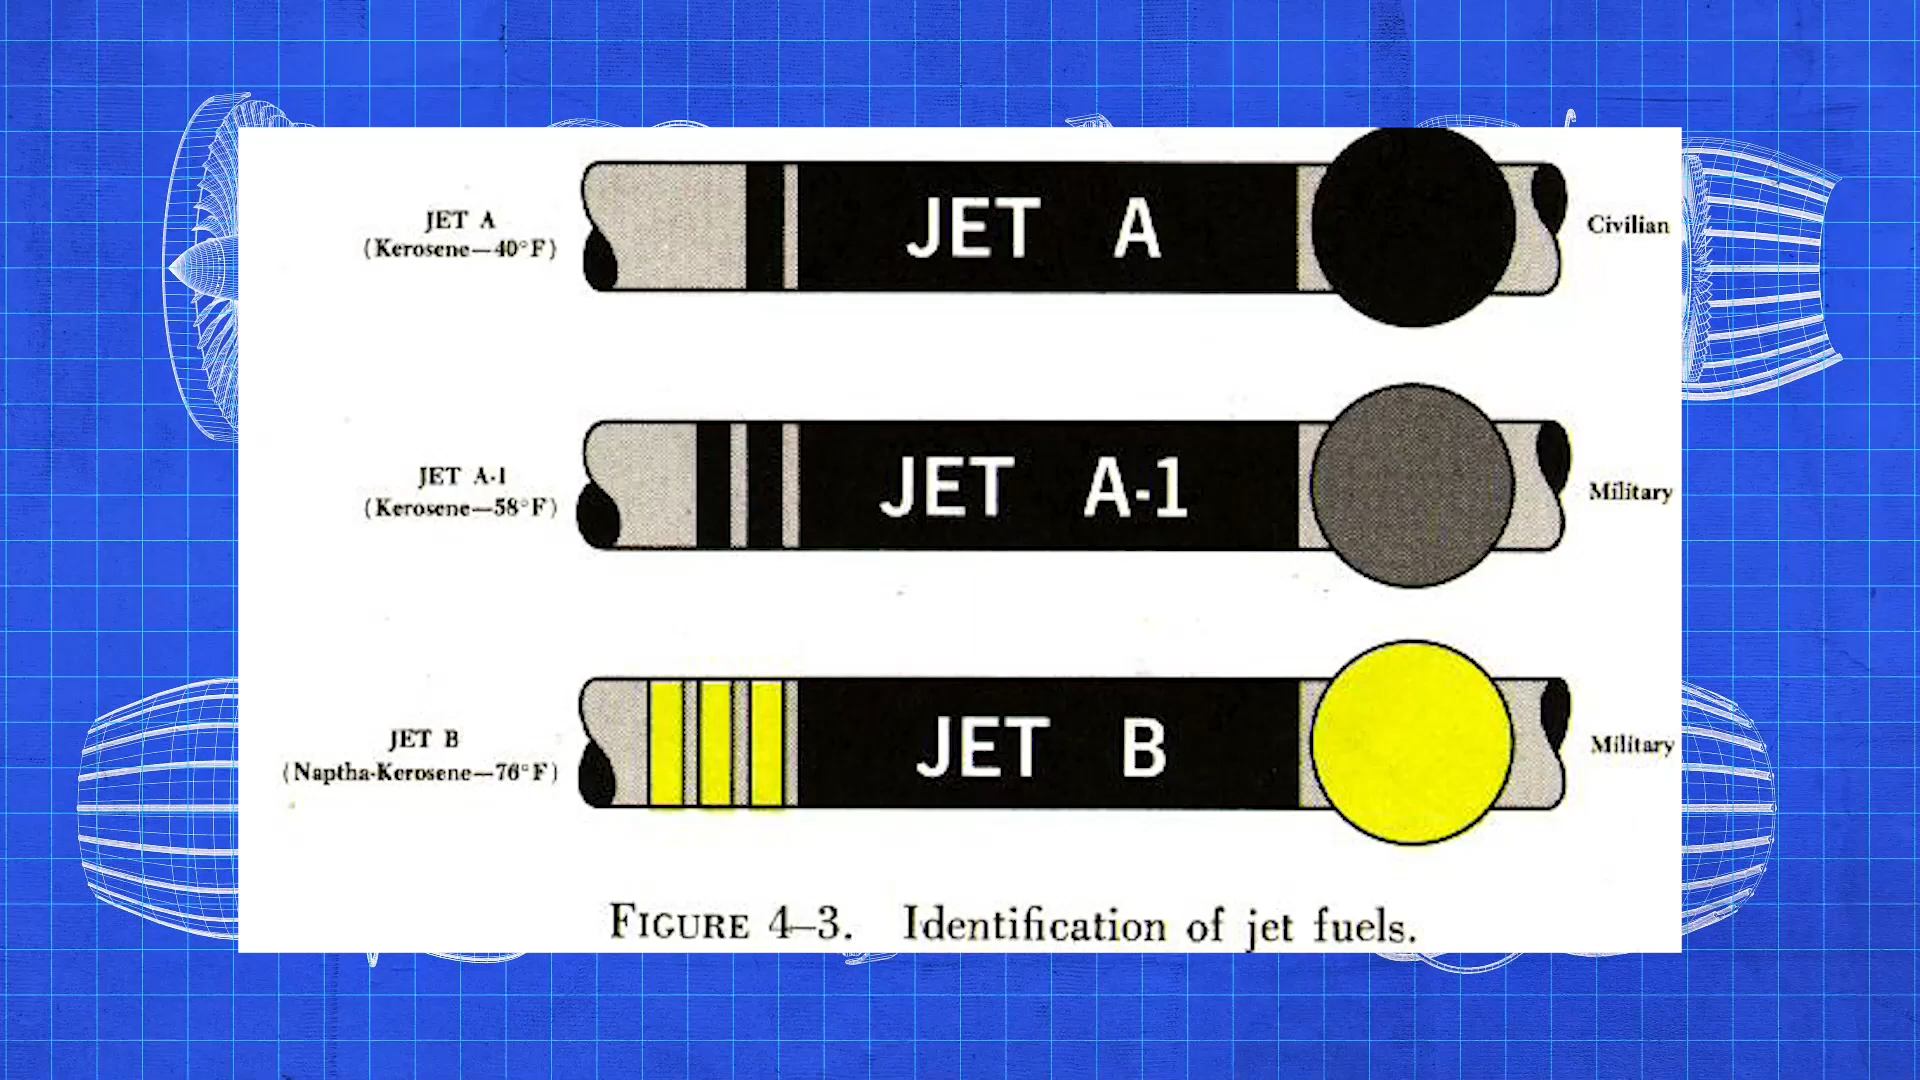 JET A
(Kerosene—40°F)
JET A
Civilian
JET A-1
(Kerosene—58°F)
JET A-1
Military
JET B
(Naptha-Kerosene—76°F)
JET B
Military
FIGURE 4–3. Identification of jet fuels.